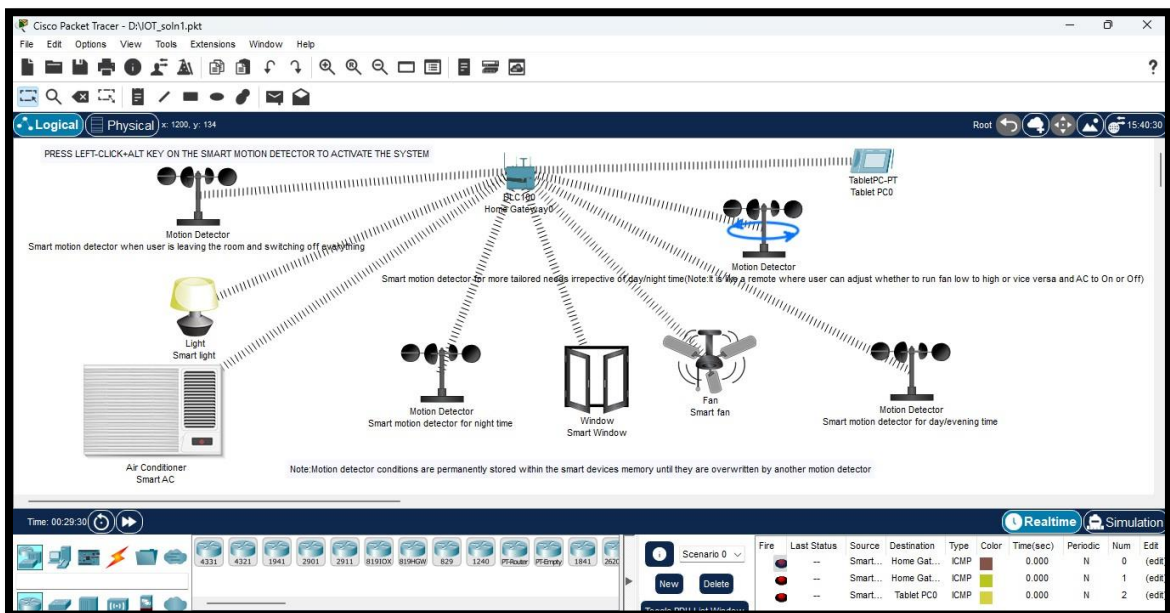 Cisco Packet Tracer - D:\IOT_soln1.pkt
File Edit Options View Tools Extensions Window Help
?
Logical Physical x: 1200, y: 134 Root 15:40:30
PRESS LEFT-CLICK+ALT KEY ON THE SMART MOTION DETECTOR TO ACTIVATE THE SYSTEM
TabletPC-PT
Tablet PC0
DLC100
Home Gateway0
Motion Detector
Smart motion detector when user is leaving the room and switching off everything
Motion Detector
Smart motion detector for more tailored needs irrespective of day/night time(Note:it is like a remote where user can adjust whether to run fan low to high or vice versa and AC to On or Off)
Light
Smart light
Fan
Smart fan
Motion Detector
Smart motion detector for night time
Window
Smart Window
Motion Detector
Smart motion detector for day/evening time
Air Conditioner
Smart AC
Note:Motion detector conditions are permanently stored within the smart devices memory until they are overwritten by another motion detector
Time: 00:29:30 Realtime Simulation
4331 4321 1941 2901 2911 819IOX 819HGW 829 1240 PT-Router PT-Empty 1841 2620
Scenario 0
New Delete
Toggle PDU List Window
Fire Last Status Source Destination Type Color Time(sec) Periodic Num Edit
-- Smart... Home Gat... ICMP 0.000 N 0 (edit
-- Smart... Home Gat... ICMP 0.000 N 1 (edit
-- Smart... Tablet PC0 ICMP 0.000 N 2 (edit